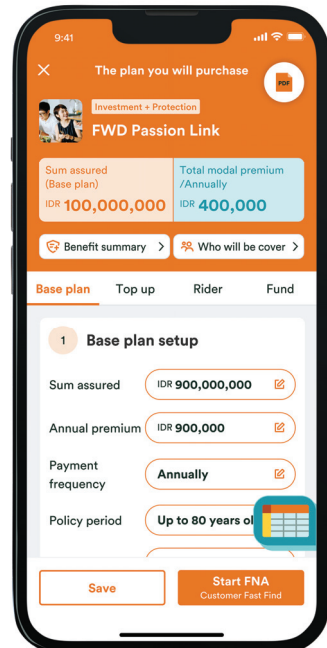 9:41
The plan you will purchase
PDF
Investment + Protection
FWD Passion Link
Sum assured
(Base plan)
IDR 100,000,000
Total modal premium
/Annually
IDR 400,000
Benefit summary
Who will be cover
Base plan Top up Rider Fund
1 Base plan setup
Sum assured IDR 900,000,000
Annual premium IDR 900,000
Payment
frequency
Annually
Policy period Up to 80 years ol
Save
Start FNA
Customer Fast Find